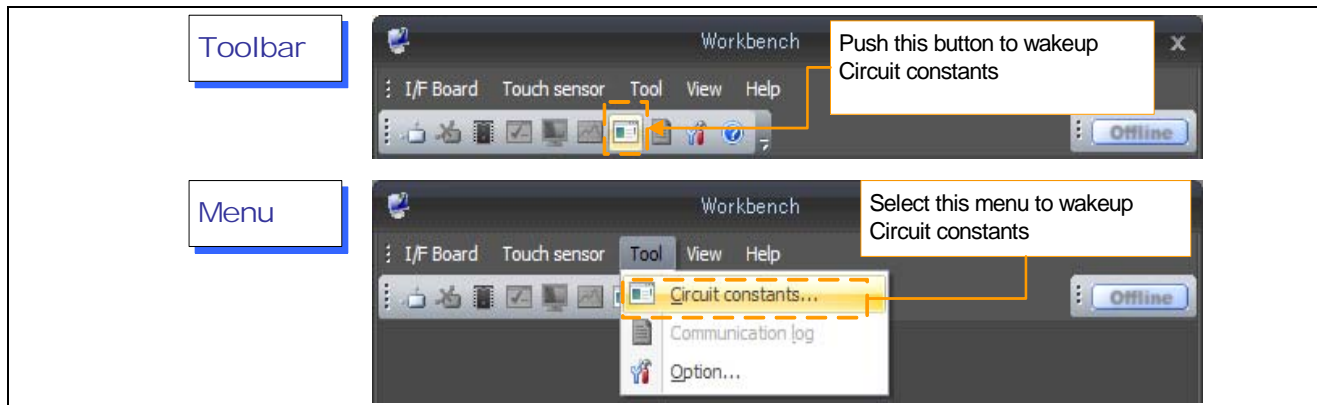 Toolbar
Workbench
Push this button to wakeup
Circuit constants
x
I/F Board Touch sensor Tool View Help
Offline
Menu
Workbench
Select this menu to wakeup
Circuit constants
I/F Board Touch sensor Tool View Help
Offline
Circuit constants...
Communication log
Option...